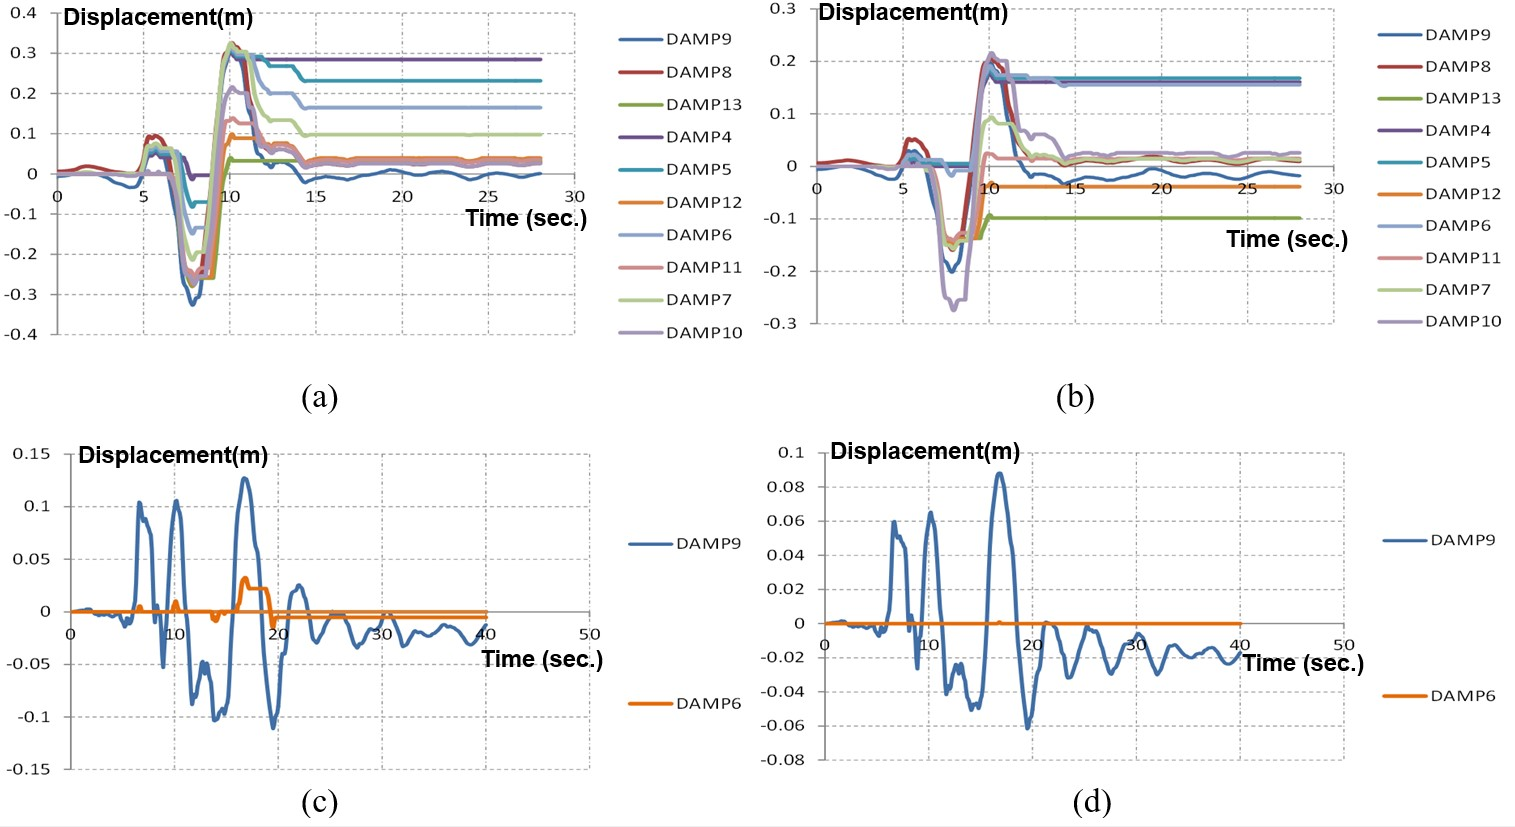 Displacement(m)
0.4
0.3
0.2
0.1
0
-0.1
-0.2
-0.3
-0.4
0 5 10 15 20 25 30
Time (sec.)
DAMP9
DAMP8
DAMP13
DAMP4
DAMP5
DAMP12
DAMP6
DAMP11
DAMP7
DAMP10
(a)
Displacement(m)
0.3
0.2
0.1
0
-0.1
-0.2
-0.3
0 5 10 15 20 25 30
Time (sec.)
DAMP9
DAMP8
DAMP13
DAMP4
DAMP5
DAMP12
DAMP6
DAMP11
DAMP7
DAMP10
(b)
Displacement(m)
0.15
0.1
0.05
0
-0.05
-0.1
-0.15
0 10 20 30 40 50
Time (sec.)
DAMP9
DAMP6
(c)
Displacement(m)
0.1
0.08
0.06
0.04
0.02
0
-0.02
-0.04
-0.06
-0.08
0 10 20 30 40 50
Time (sec.)
DAMP9
DAMP6
(d)